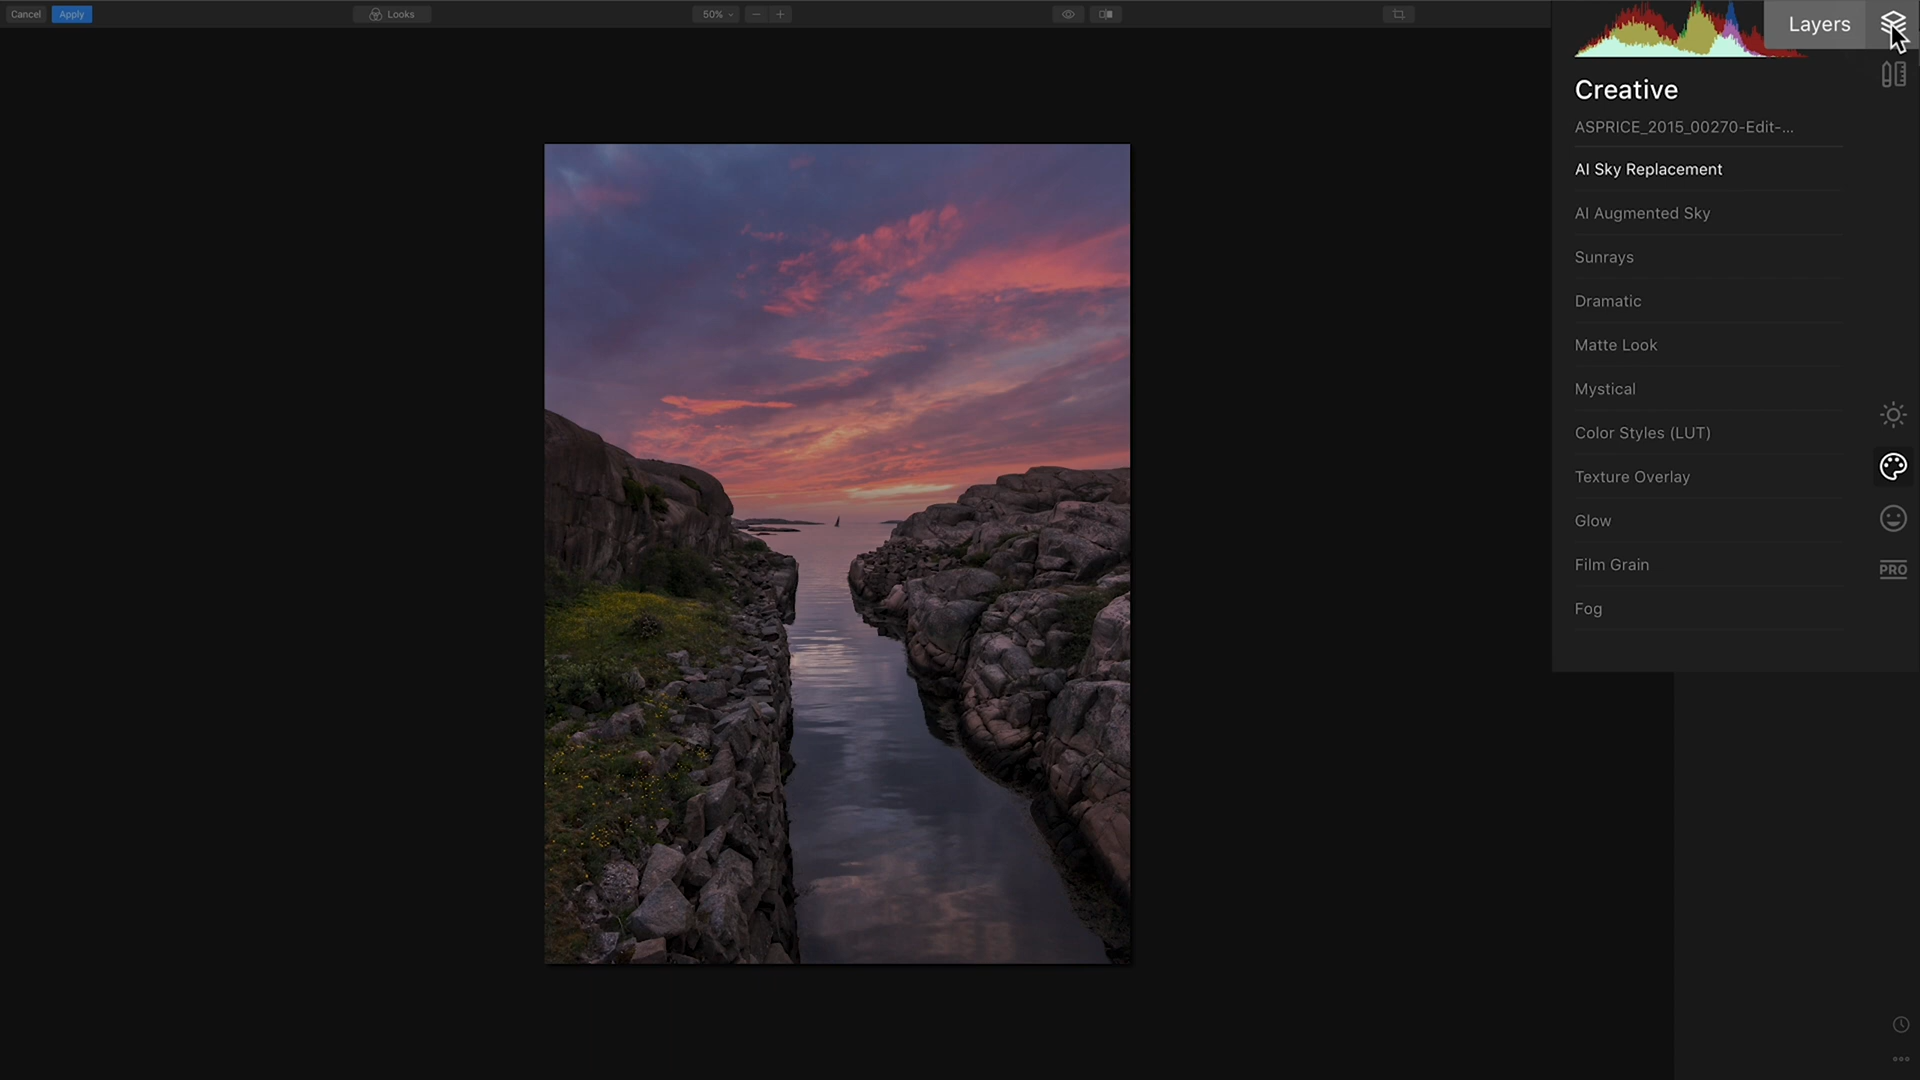 Cancel
Apply
Looks
50%
Layers
Creative
ASPRICE_2015_00270-Edit-...
AI Sky Replacement
AI Augmented Sky
Sunrays
Dramatic
Matte Look
Mystical
Color Styles (LUT)
Texture Overlay
Glow
Film Grain
Fog
PRO